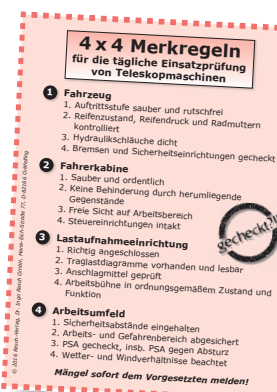 4 x 4 Merkregeln
für die tägliche Einsatzprüfung
von Teleskopmaschinen
1 Fahrzeug
1. Auftrittsstufe sauber und rutschfrei
2. Reifenzustand, Reifendruck und Radmuttern
kontrolliert
3. Hydraulikschläuche dicht
4. Bremsen und Sicherheitseinrichtungen gecheckt
2 Fahrerkabine
1. Sauber und ordentlich
2. Keine Behinderung durch herumliegende
Gegenstände
3. Freie Sicht auf Arbeitsbereich
4. Steuereinrichtungen intakt
gecheckt?!
3 Lastaufnahmeeinrichtung
1. Richtig angeschlossen
2. Traglastdiagramme vorhanden und lesbar
3. Anschlagmittel geprüft
4. Arbeitsbühne in ordnungsgemäßem Zustand und
Funktion
4 Arbeitsumfeld
1. Sicherheitsabstände eingehalten
2. Arbeits- und Gefahrenbereich abgesichert
3. PSA gecheckt, insb. PSA gegen Absturz
4. Wetter- und Windverhältnisse beachtet
Mängel sofort dem Vorgesetzten melden!
© 2016 Resch-Verlag, Dr. Ingo Resch GmbH, Maria-Eich-Straße 77, D-82166 Gräfelfing